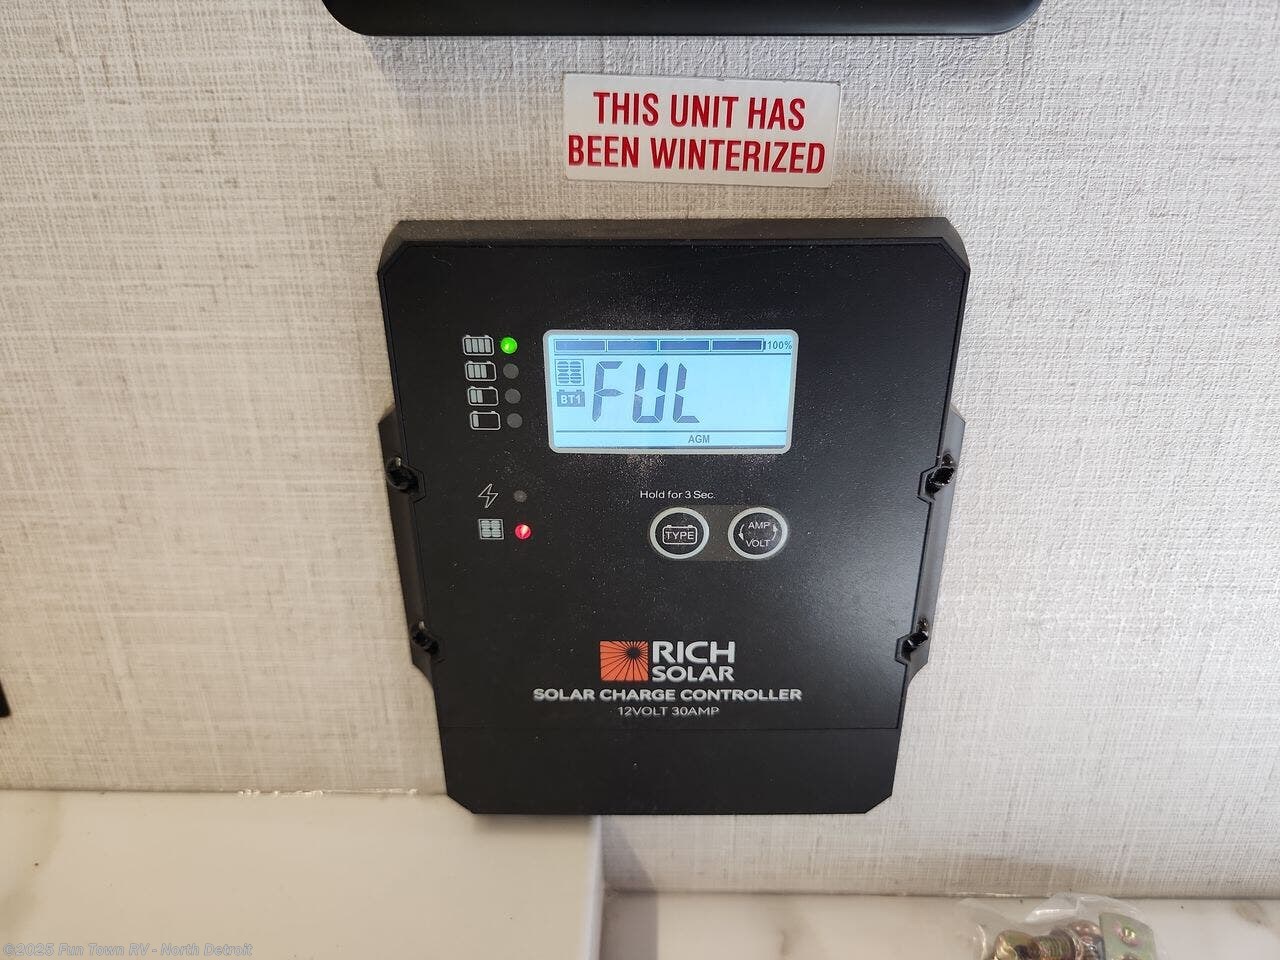 THIS UNIT HAS
BEEN WINTERIZED
100%
FUL
BT1
AGM
Hold for 3 Sec.
TYPE
AMP
VOLT
RICH
SOLAR
SOLAR CHARGE CONTROLLER
12VOLT 30AMP
©2025 Fun Town RV - North Detroit